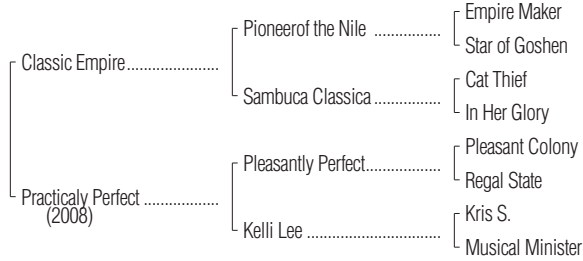 Empire Maker
Pioneerof the Nile ................
Star of Goshen
Classic Empire......................
Cat Thief
Sambuca Classica ................
In Her Glory
Pleasant Colony
Pleasantly Perfect..................
Regal State
Practicaly Perfect ..................
(2008)
Kris S.
Kelli Lee ................................
Musical Minister